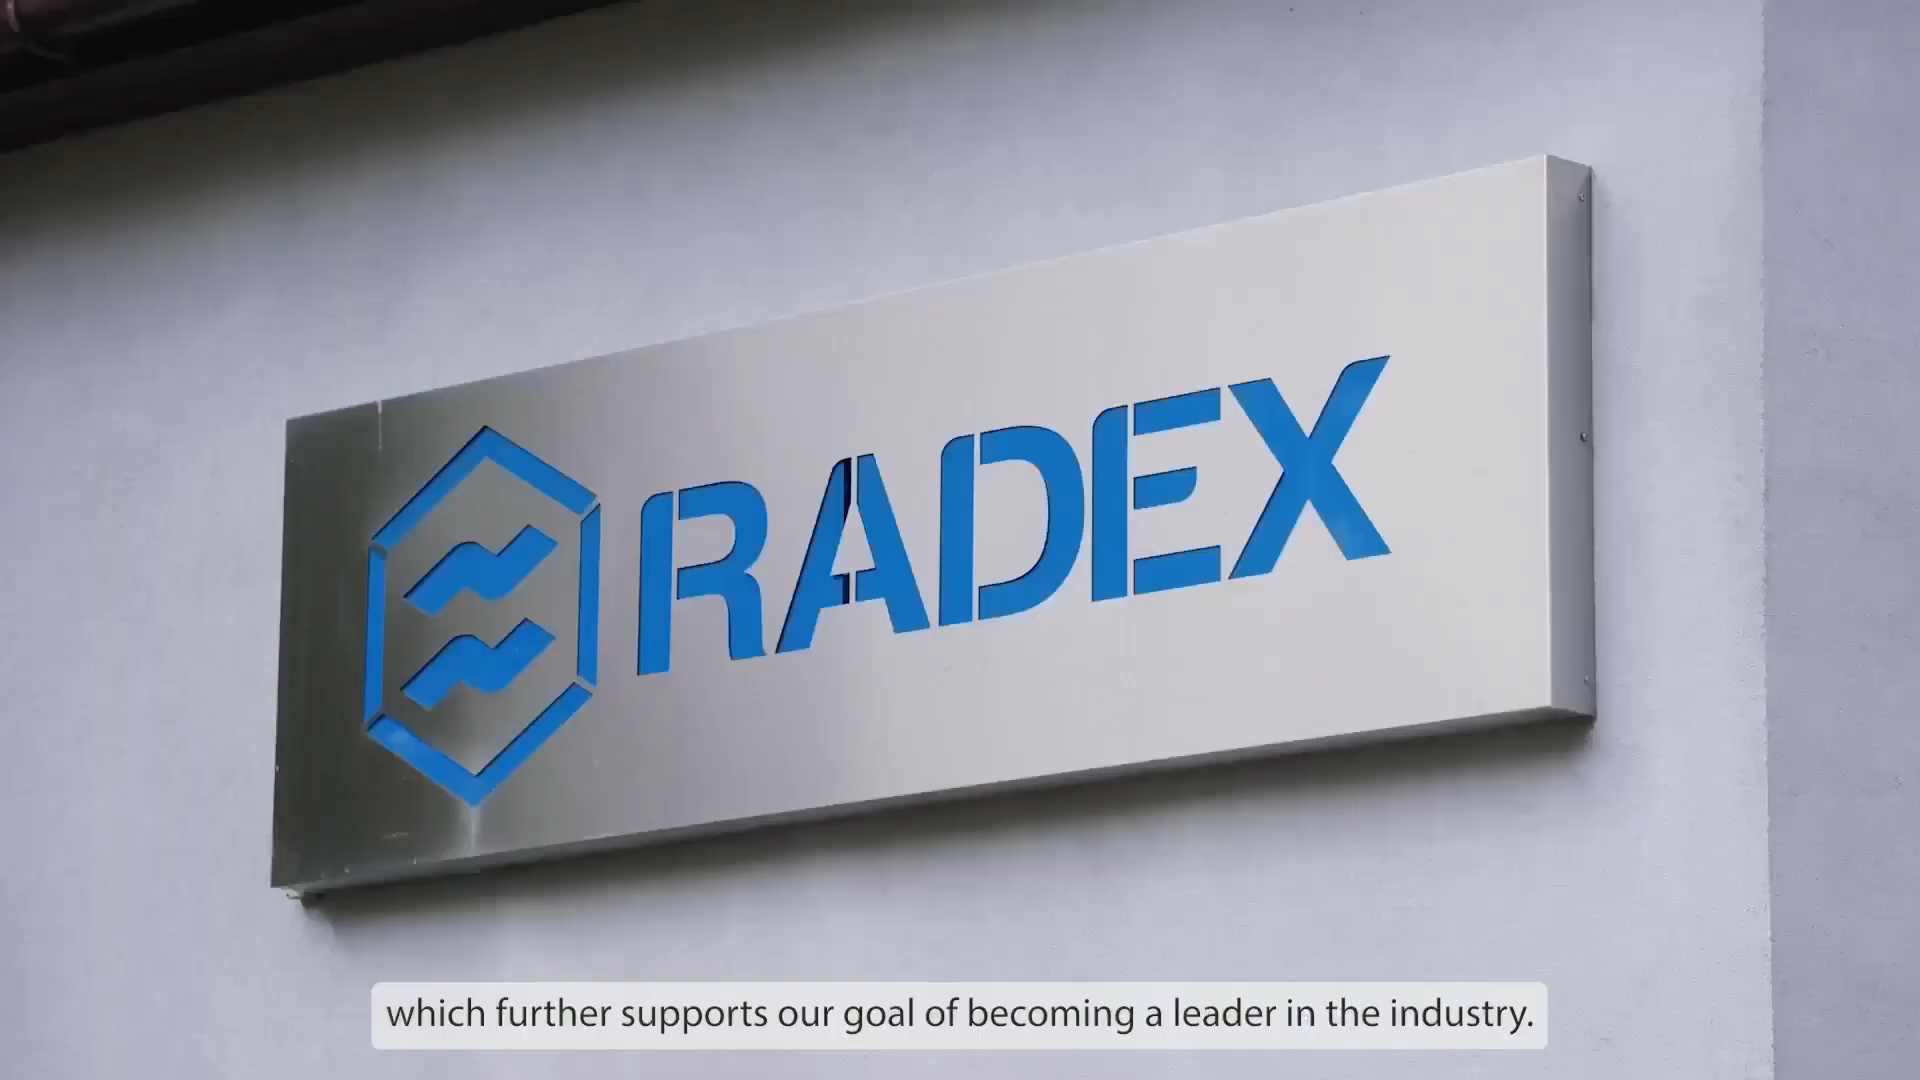 RADEX
which further supports our goal of becoming a leader in the industry.